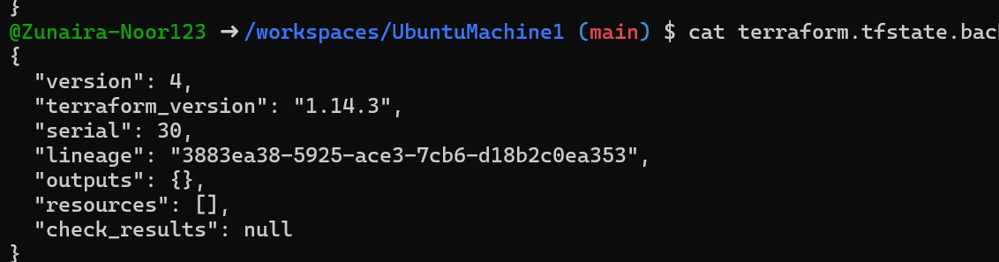 }
@Zunaira-Noor123 ➜/workspaces/UbuntuMachine1 (main) $ cat terraform.tfstate.bac
{
  "version": 4,
  "terraform_version": "1.14.3",
  "serial": 30,
  "lineage": "3883ea38-5925-ace3-7cb6-d18b2c0ea353",
  "outputs": {},
  "resources": [],
  "check_results": null
}